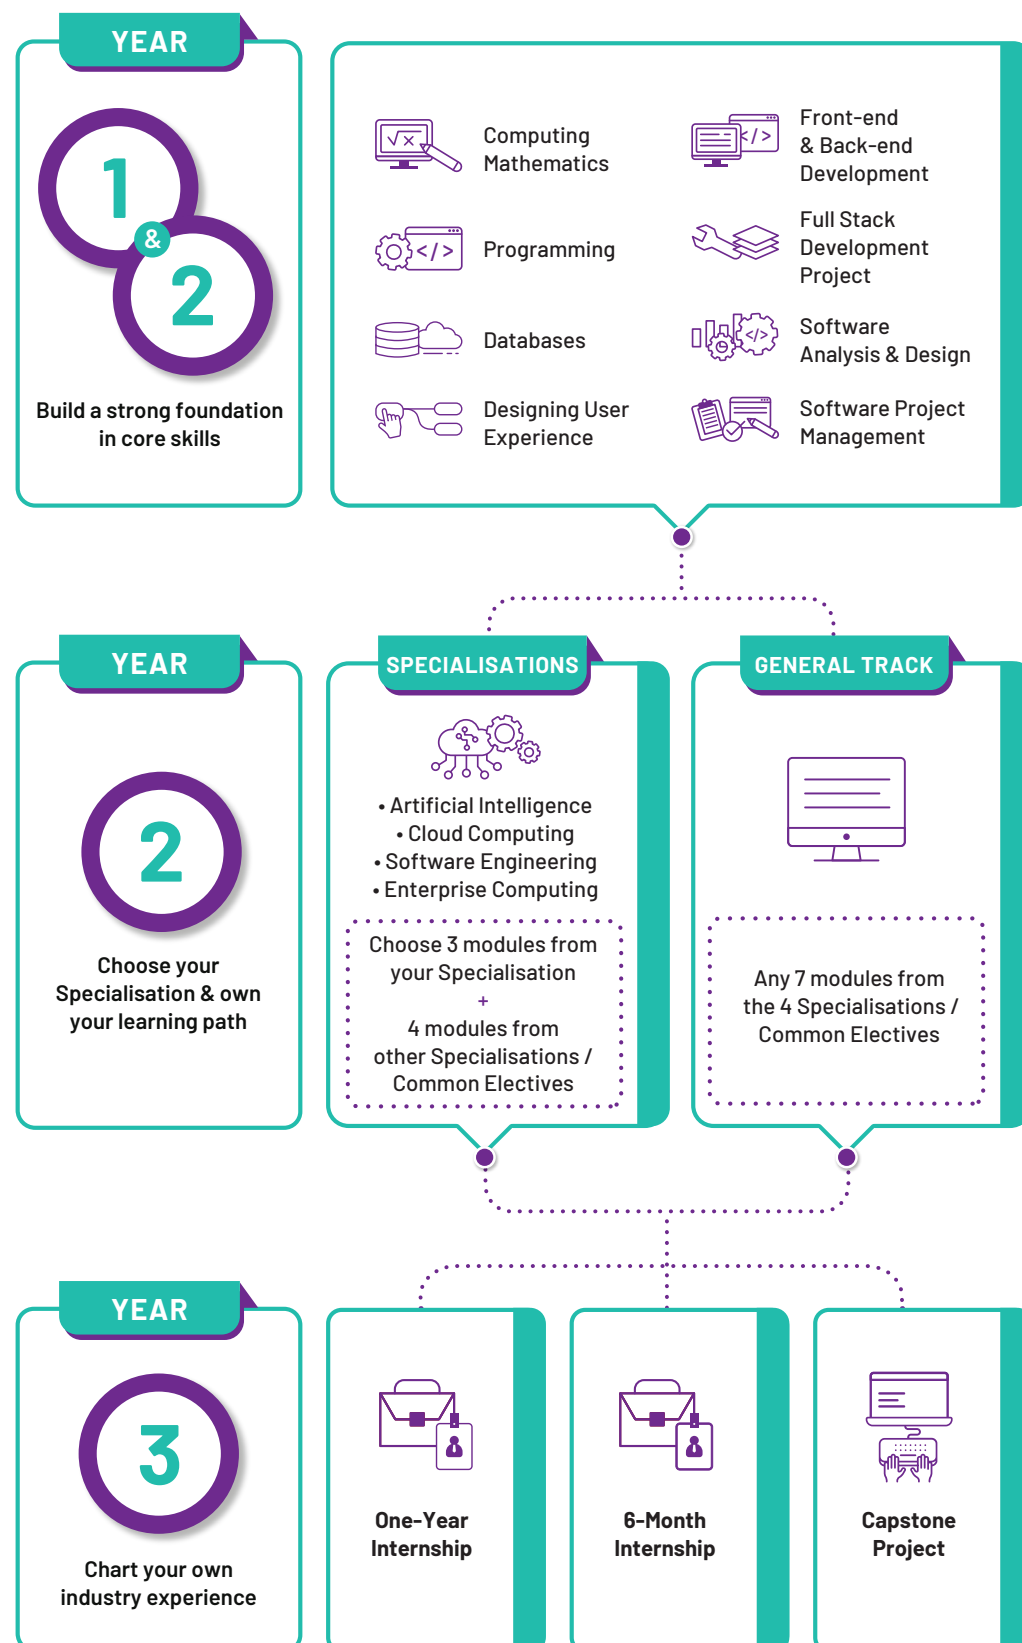 YEAR
1
&
2
Build a strong foundation
in core skills
√x
Computing
Mathematics
</>
Programming
Databases
Designing User
Experience
</>
Front-end
& Back-end
Development
Full Stack
Development
Project
</>
Software
Analysis & Design
Software Project
Management
YEAR
2
Choose your
Specialisation & own
your learning path
SPECIALISATIONS
• Artificial Intelligence
• Cloud Computing
• Software Engineering
• Enterprise Computing
Choose 3 modules from
your Specialisation
+
4 modules from
other Specialisations /
Common Electives
GENERAL TRACK
Any 7 modules from
the 4 Specialisations /
Common Electives
YEAR
3
Chart your own
industry experience
One-Year
Internship
6-Month
Internship
Capstone
Project